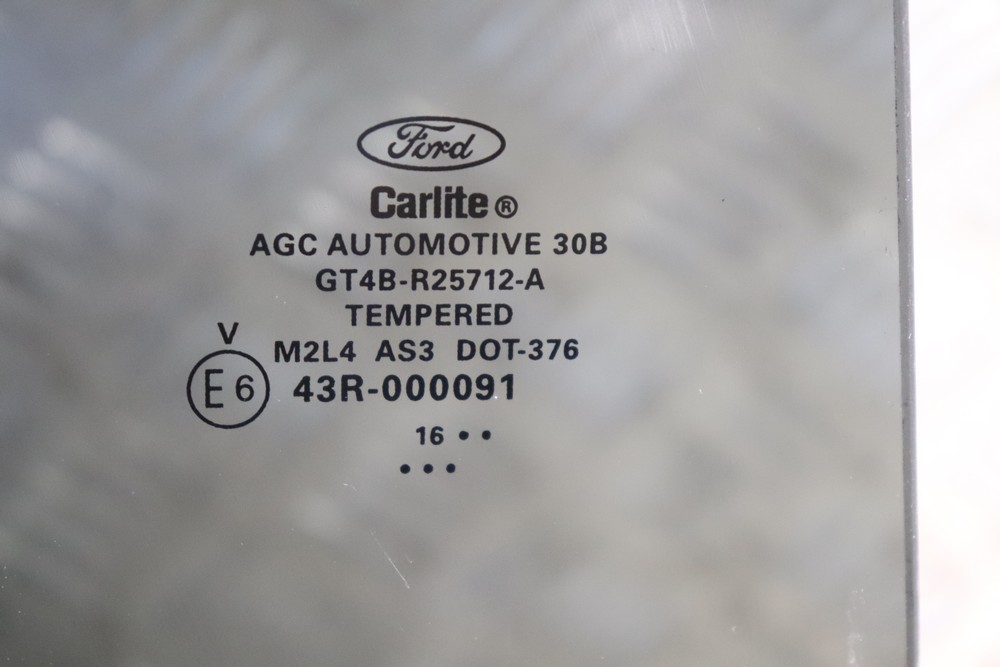 Ford
Carlite®
AGC AUTOMOTIVE 30B
GT4B-R25712-A
TEMPERED
V
M2L4 AS3 DOT-376
E6 43R-000091
16 • •
• • •